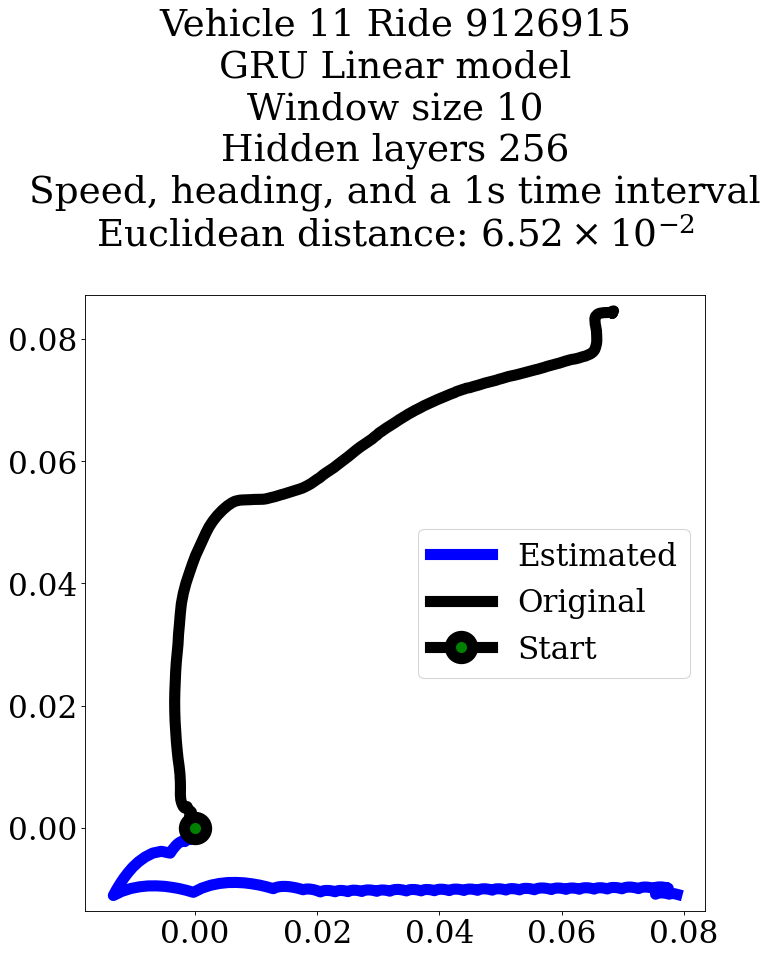 Vehicle 11 Ride 9126915
GRU Linear model
Window size 10
Hidden layers 256
Speed, heading, and a 1s time interval
Euclidean distance: 6.52 × 10⁻²
0.08
0.06
0.04
0.02
0.00
Estimated
Original
Start
0.00 0.02 0.04 0.06 0.08